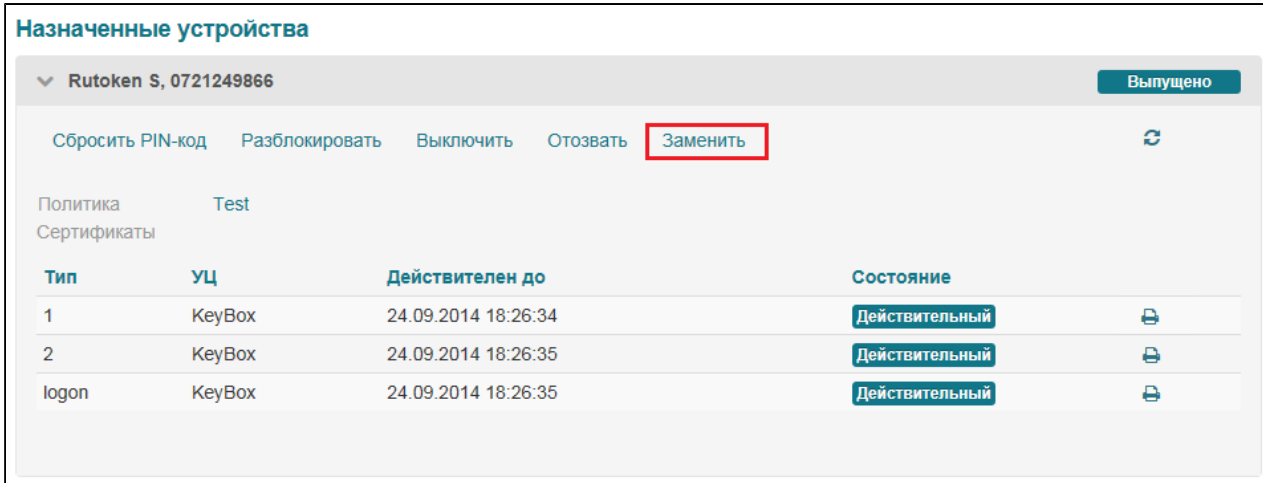 Назначенные устройства
Rutoken S, 0721249866 Выпущено
Сбросить PIN-код Разблокировать Выключить Отозвать Заменить
Политика Test
Сертификаты
Тип УЦ Действителен до Состояние
1 KeyBox 24.09.2014 18:26:34 Действительный
2 KeyBox 24.09.2014 18:26:35 Действительный
logon KeyBox 24.09.2014 18:26:35 Действительный